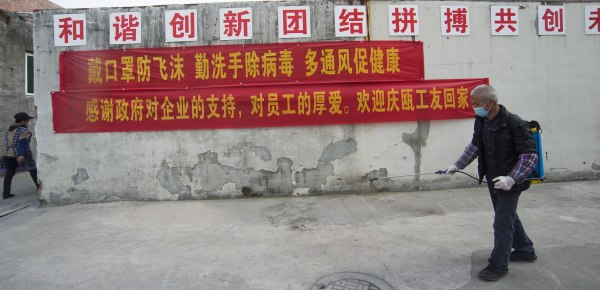 和谐创新团结拼搏共创未
戴口罩防飞沫 勤洗手除病毒 多通风促健康
感谢政府对企业的支持，对员工的厚爱。欢迎庆瓯工友回家